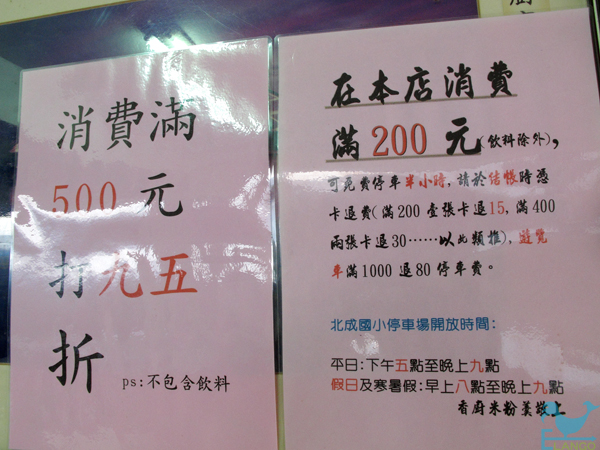 消費滿
500元
打九五
折
ps:不包含飲料
在本店消費
滿200元(飲料除外),
可免費停車半小時,請於結帳時憑
卡退費(滿200壹張卡退15,滿400
兩張卡退30……以此類推),遊覽
車滿1000退80停車費。
北成國小停車場開放時間:
平日:下午五點至晚上九點
假日及寒暑假:早上八點至晚上九點
香廚米粉羹敬上